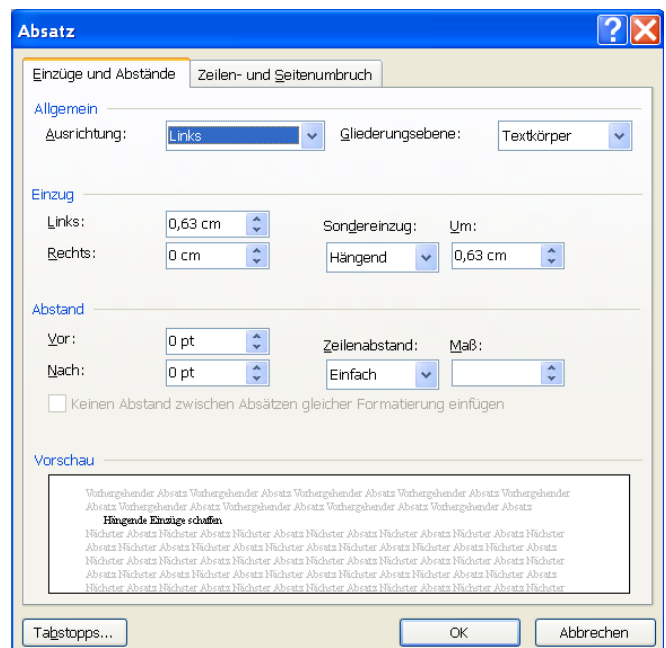 Absatz
Einzüge und Abstände Zeilen- und Seitenumbruch
Allgemein
Ausrichtung: Links Gliederungsebene: Textkörper
Einzug
Links: 0,63 cm Sondereinzug: Um:
Rechts: 0 cm Hängend 0,63 cm
Abstand
Vor: 0 pt Zeilenabstand: Maß:
Nach: 0 pt Einfach
Keinen Abstand zwischen Absätzen gleicher Formatierung einfügen
Vorschau
Vorhergehender Absatz Vorhergehender Absatz Vorhergehender Absatz Vorhergehender Absatz Vorhergehender
Absatz Vorhergehender Absatz Vorhergehender Absatz Vorhergehender Absatz Vorhergehender Absatz
Hängende Einzüge schaffen
Nächster Absatz Nächster Absatz Nächster Absatz Nächster Absatz Nächster Absatz Nächster Absatz Nächster
Absatz Nächster Absatz Nächster Absatz Nächster Absatz Nächster Absatz Nächster Absatz Nächster Absatz
Nächster Absatz Nächster Absatz Nächster Absatz Nächster Absatz Nächster Absatz Nächster Absatz Nächster
Absatz Nächster Absatz Nächster Absatz Nächster Absatz Nächster Absatz Nächster Absatz Nächster Absatz
Nächster Absatz Nächster Absatz Nächster Absatz Nächster Absatz Nächster Absatz Nächster Absatz Nächster
Tabstopps... OK Abbrechen